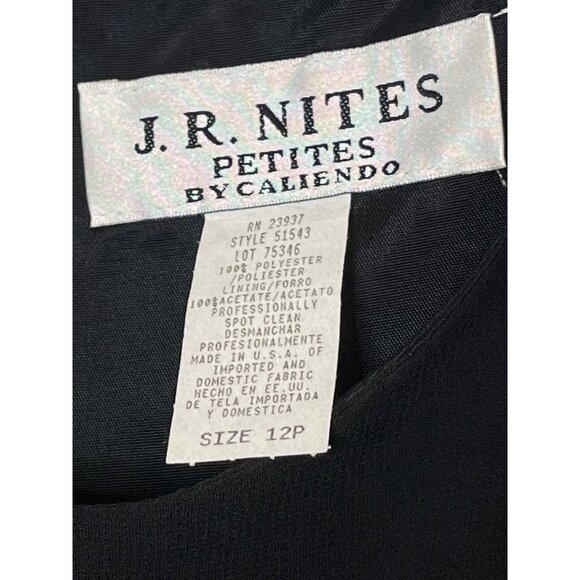 J. R. NITES
PETITES
BY CALIENDO
RN 23937
STYLE 51543
LOT 75346
100% POLYESTER
/POLIESTER
LINING/FORRO
100%ACETATE/ACETATO
PROFESSIONALLY
SPOT CLEAN
DESMANCHAR
PROFESIONALMENTE
MADE IN U.S.A. OF
IMPORTED AND
DOMESTIC FABRIC
HECHO EN EE.UU.
DE TELA IMPORTADA
Y DOMESTICA
SIZE 12P